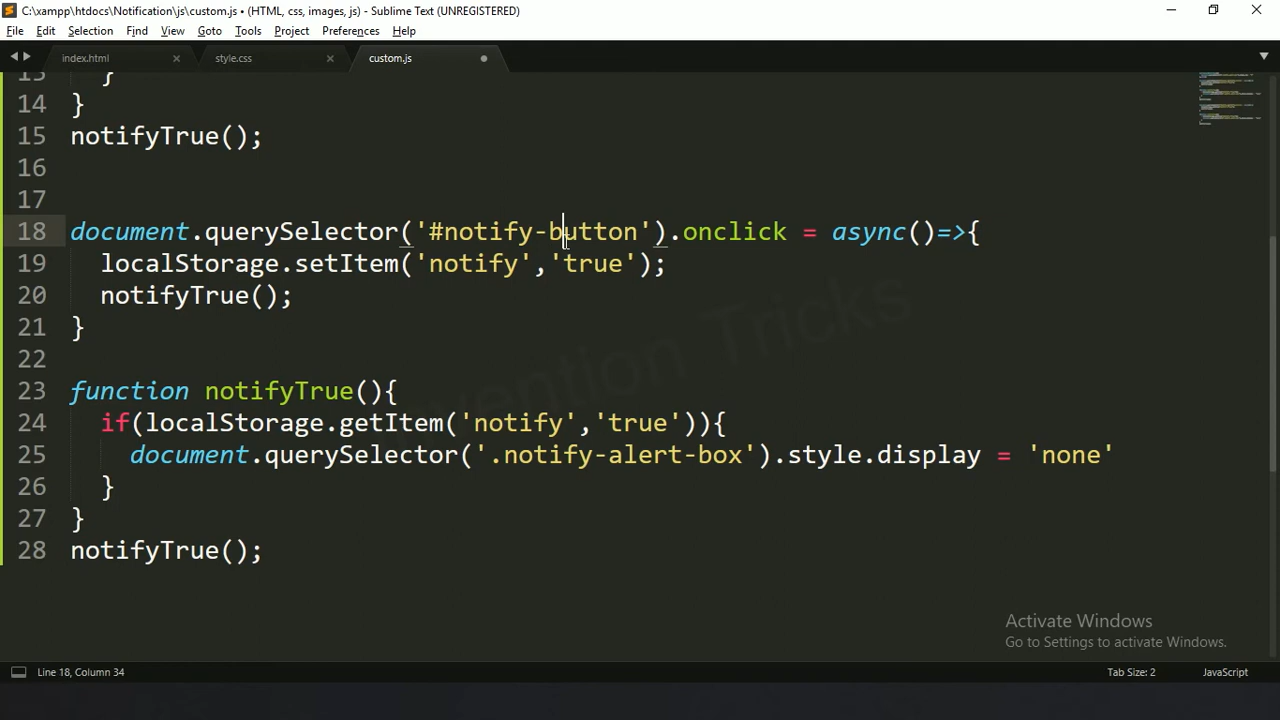 C:\xampp\htdocs\Notification\js\custom.js • (HTML, css, images, js) - Sublime Text (UNREGISTERED)
File Edit Selection Find View Goto Tools Project Preferences Help
index.html style.css custom.js
13 }
14 }
15 notifyTrue();
16
17
18 document.querySelector('#notify-button').onclick = async()=>{
19 localStorage.setItem('notify','true');
20 notifyTrue();
21 }
22
23 function notifyTrue(){
24 if(localStorage.getItem('notify','true')){
25 document.querySelector('.notify-alert-box').style.display = 'none'
26 }
27 }
28 notifyTrue();
Activate Windows
Go to Settings to activate Windows.
Line 18, Column 34 Tab Size: 2 JavaScript